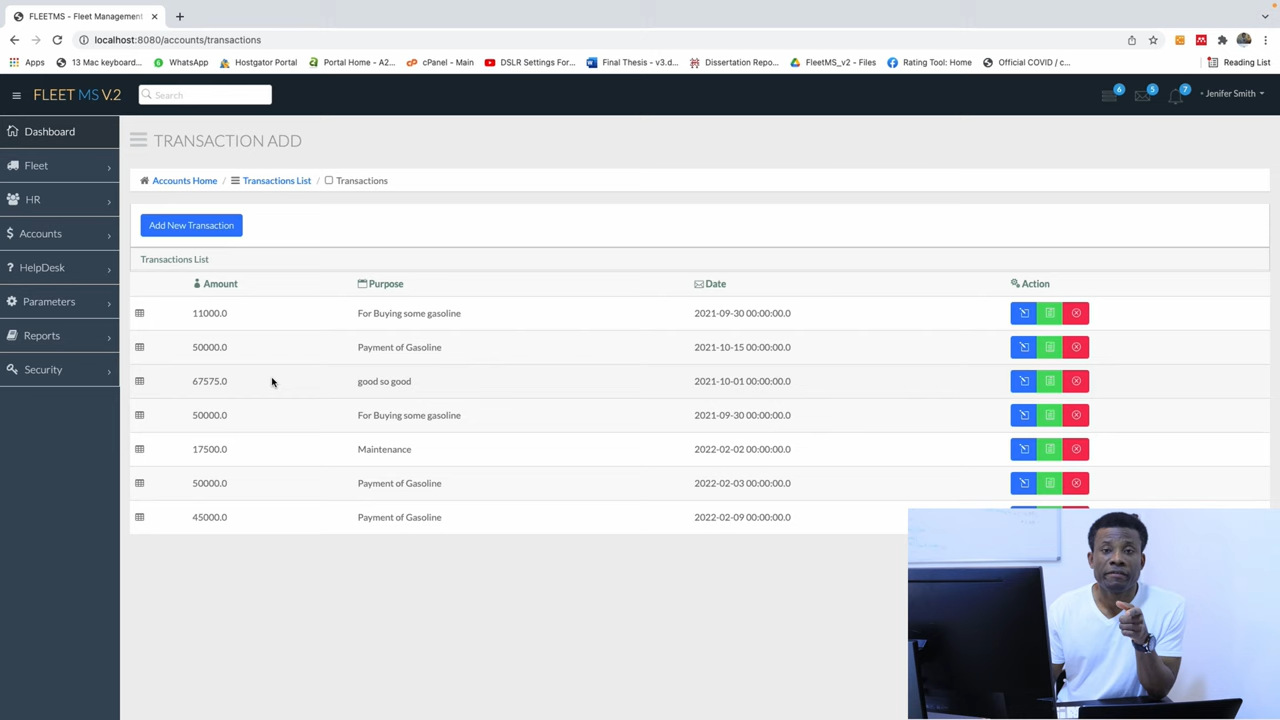 FLEETMS - Fleet Management
localhost:8080/accounts/transactions
Apps 13 Mac keyboard... WhatsApp Hostgator Portal Portal Home - A2... cPanel - Main DSLR Settings For... Final Thesis - v3.d... Dissertation Repo... FleetMS_v2 - Files Rating Tool: Home Official COVID / c... Reading List
FLEET MS V.2 Search 6 5 7 Jenifer Smith
Dashboard
Fleet
HR
Accounts
HelpDesk
Parameters
Reports
Security
TRANSACTION ADD
Accounts Home / Transactions List / Transactions
Add New Transaction
Transactions List
Amount Purpose Date Action
11000.0 For Buying some gasoline 2021-09-30 00:00:00.0
50000.0 Payment of Gasoline 2021-10-15 00:00:00.0
67575.0 good so good 2021-10-01 00:00:00.0
50000.0 For Buying some gasoline 2021-09-30 00:00:00.0
17500.0 Maintenance 2022-02-02 00:00:00.0
50000.0 Payment of Gasoline 2022-02-03 00:00:00.0
45000.0 Payment of Gasoline 2022-02-09 00:00:00.0